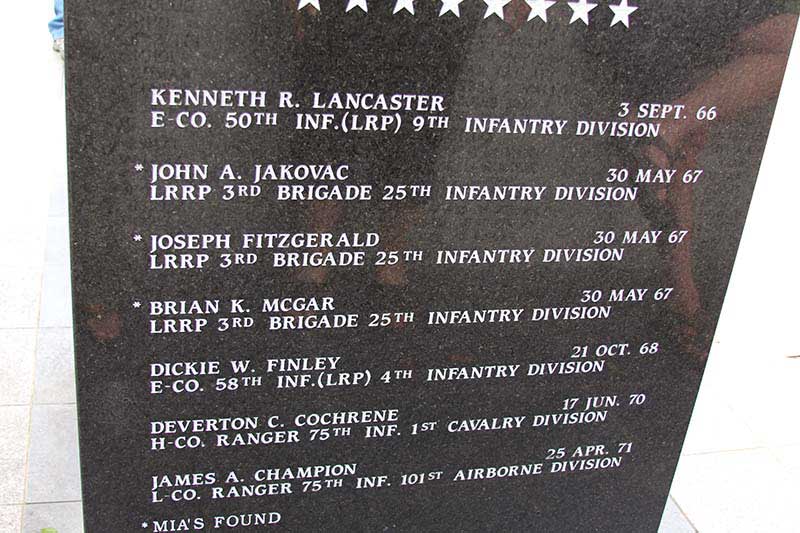 KENNETH R. LANCASTER 3 SEPT. 66
E-CO. 50TH INF.(LRP) 9TH INFANTRY DIVISION
* JOHN A. JAKOVAC 30 MAY 67
LRRP 3RD BRIGADE 25TH INFANTRY DIVISION
* JOSEPH FITZGERALD 30 MAY 67
LRRP 3RD BRIGADE 25TH INFANTRY DIVISION
* BRIAN K. MCGAR 30 MAY 67
LRRP 3RD BRIGADE 25TH INFANTRY DIVISION
DICKIE W. FINLEY 21 OCT. 68
E-CO. 58TH INF.(LRP) 4TH INFANTRY DIVISION
DEVERTON C. COCHRENE 17 JUN. 70
H-CO. RANGER 75TH INF. 1ST CAVALRY DIVISION
JAMES A. CHAMPION 25 APR. 71
L-CO. RANGER 75TH INF. 101ST AIRBORNE DIVISION
* MIA'S FOUND